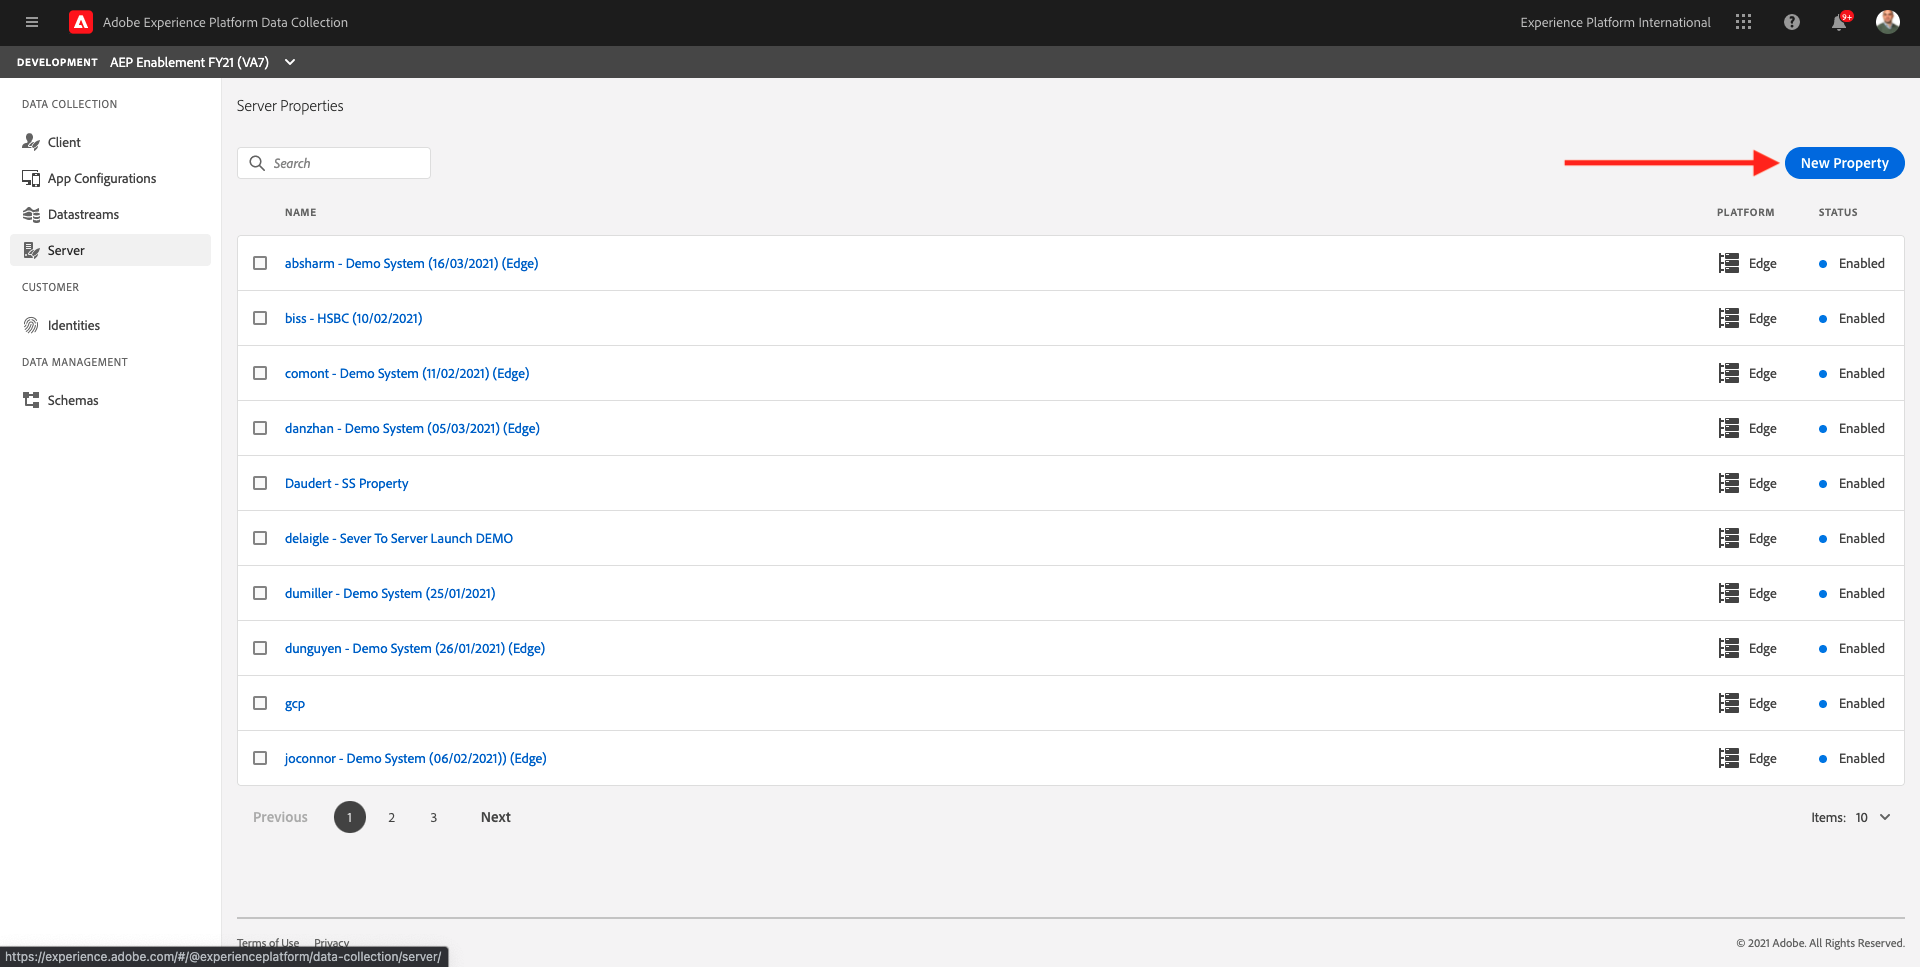 Adobe Experience Platform Data Collection
Experience Platform International
9+
DEVELOPMENT AEP Enablement FY21 (VA7)
DATA COLLECTION
Client
App Configurations
Datastreams
Server
CUSTOMER
Identities
DATA MANAGEMENT
Schemas
Server Properties
Search
New Property
NAME PLATFORM STATUS
absharm - Demo System (16/03/2021) (Edge) Edge Enabled
biss - HSBC (10/02/2021) Edge Enabled
comont - Demo System (11/02/2021) (Edge) Edge Enabled
danzhan - Demo System (05/03/2021) (Edge) Edge Enabled
Daudert - SS Property Edge Enabled
delaigle - Sever To Server Launch DEMO Edge Enabled
dumiller - Demo System (25/01/2021) Edge Enabled
dunguyen - Demo System (26/01/2021) (Edge) Edge Enabled
gcp Edge Enabled
joconnor - Demo System (06/02/2021)) (Edge) Edge Enabled
Previous 1 2 3 Next Items: 10
Terms of Use Privacy © 2021 Adobe. All Rights Reserved.
https://experience.adobe.com/#/@experienceplatform/data-collection/server/